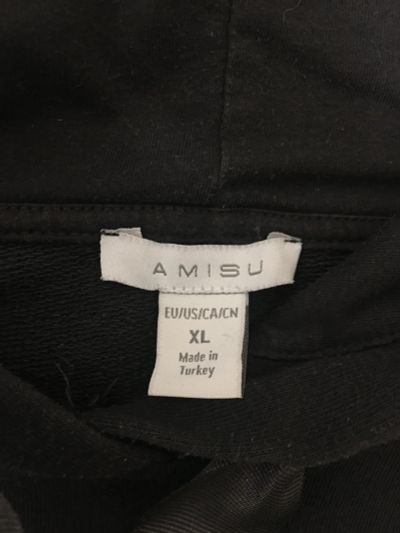 AMISU
EU/US/CA/CN
XL
Made in
Turkey